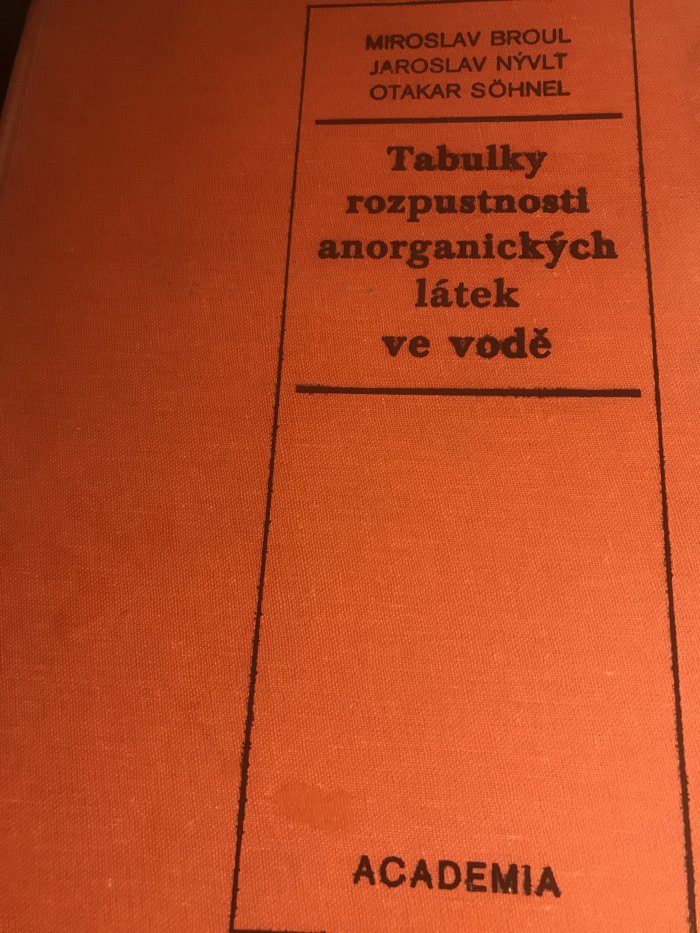 MIROSLAV BROUL
JAROSLAV NÝVLT
OTAKAR SÖHNEL
Tabulky
rozpustnosti
anorganických
látek
ve vodě
ACADEMIA